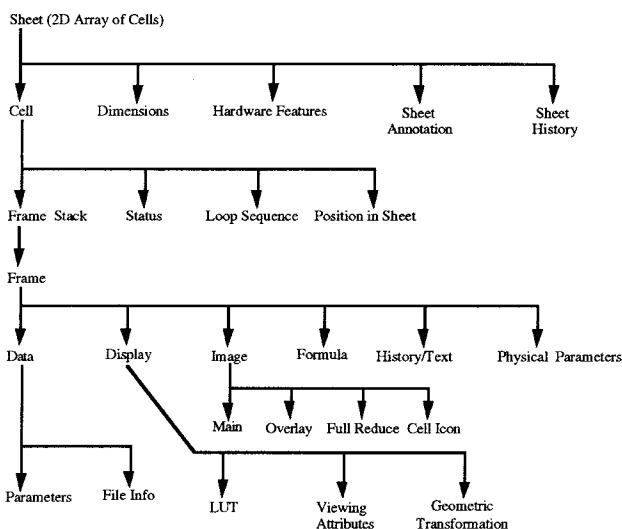 Sheet (2D Array of Cells)
Cell
Dimensions
Hardware Features
Sheet
Annotation
Sheet
History
Frame Stack
Status
Loop Sequence
Position in Sheet
Frame
Data
Display
Image
Formula
History/Text
Physical Parameters
Main
Overlay
Full Reduce
Cell Icon
Parameters
File Info
LUT
Viewing
Attributes
Geometric
Transformation